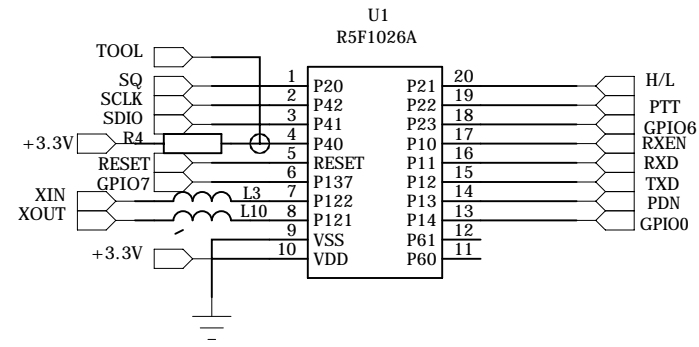 U1
R5F1026A
TOOL
SQ 1 P20 P21 20 H/L
SCLK 2 P42 P22 19 PTT
SDIO 3 P41 P23 18 GPIO6
+3.3V R4 4 P40 P10 17 RXEN
RESET 5 RESET P11 16 RXD
GPIO7 6 P137 P12 15 TXD
XIN L3 7 P122 P13 14 PDN
XOUT L10 8 P121 P14 13 GPIO0
9 VSS P61 12
+3.3V 10 VDD P60 11